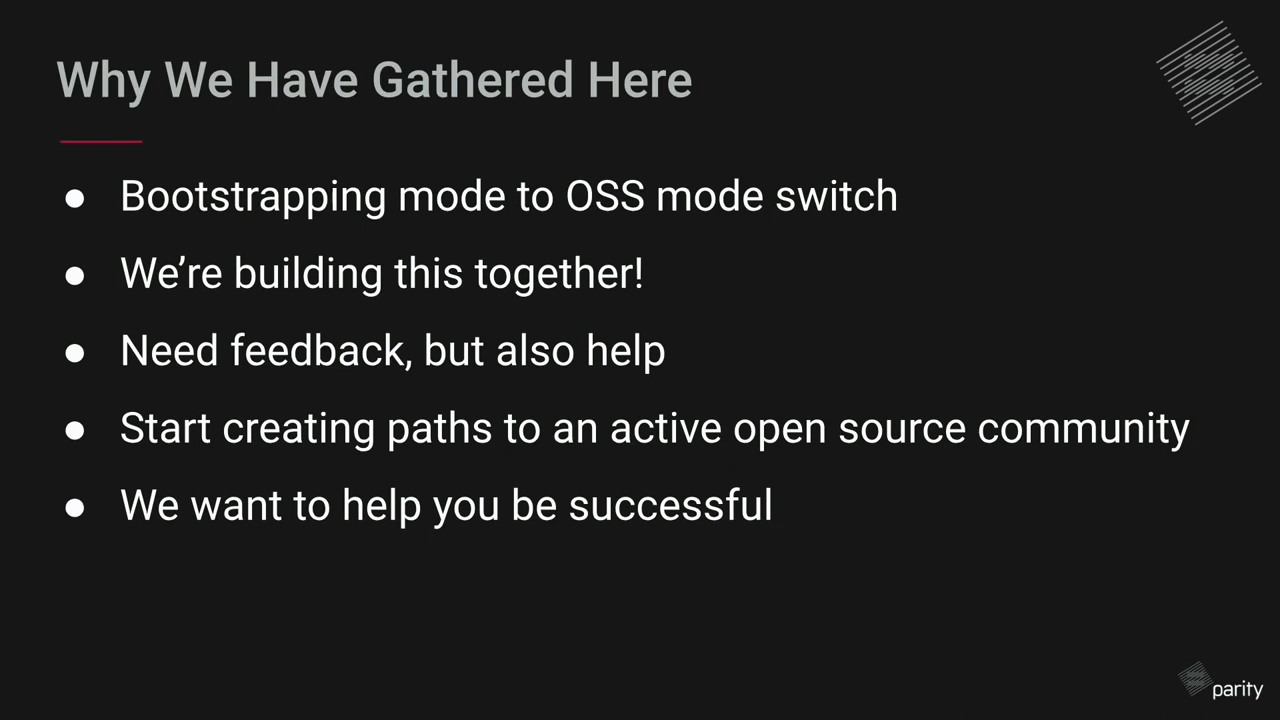 Why We Have Gathered Here
● Bootstrapping mode to OSS mode switch
● We’re building this together!
● Need feedback, but also help
● Start creating paths to an active open source community
● We want to help you be successful
parity